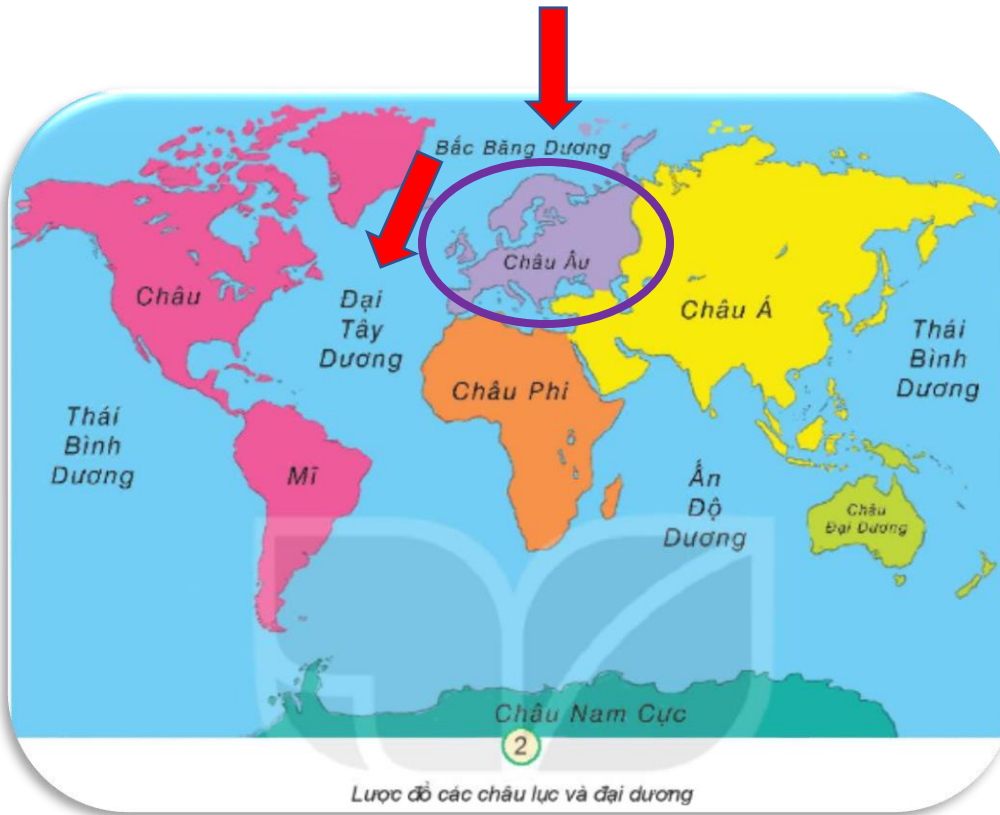 Bắc Băng Dương
Châu Âu
Châu
Đại
Tây
Dương
Châu Á
Thái
Bình
Dương
Châu Phi
Thái
Bình
Dương
Mĩ
Ấn
Độ
Dương
Châu
Đại Dương
Châu Nam Cực
2
Lược đồ các châu lục và đại dương